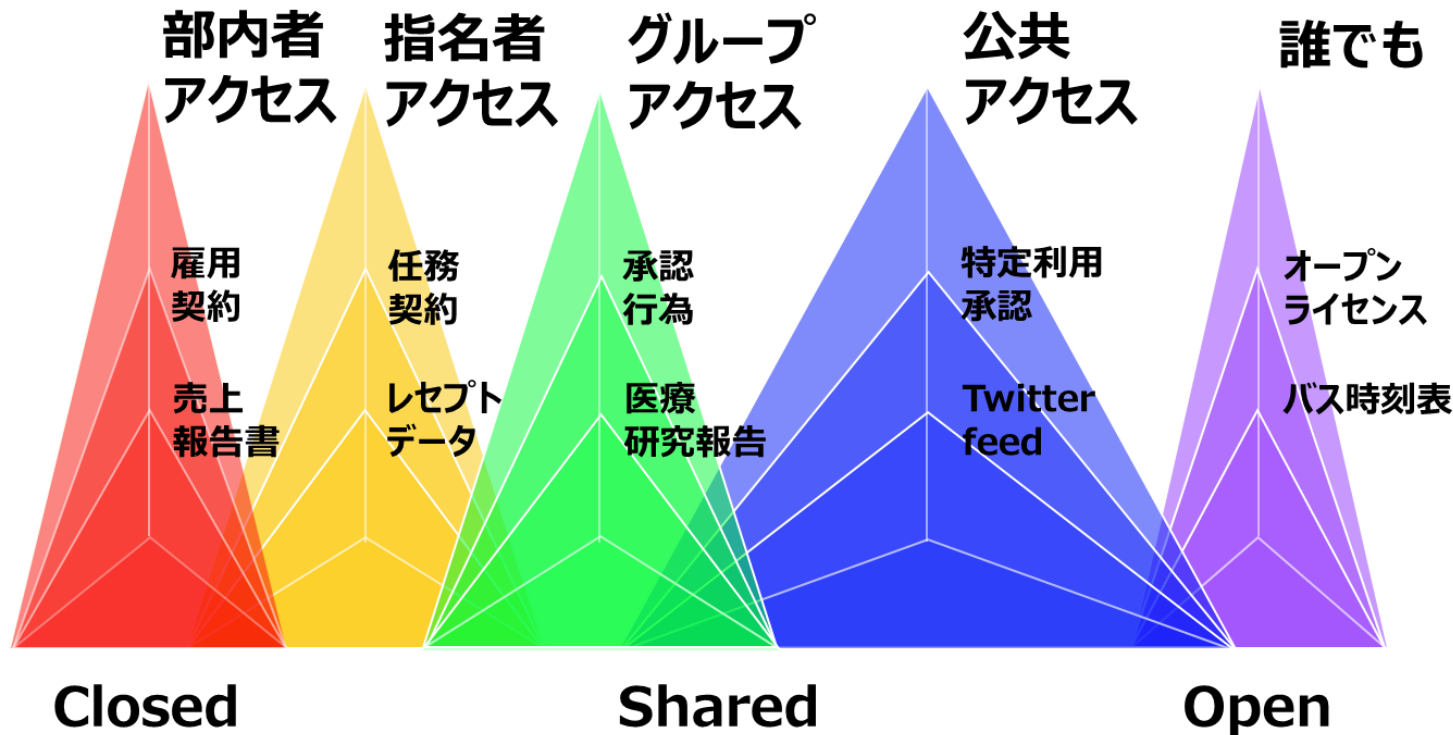 部内者
アクセス
指名者
アクセス
グループ
アクセス
公共
アクセス
誰でも
雇用
契約
任務
契約
承認
行為
特定利用
承認
オープン
ライセンス
売上
報告書
レセプト
データ
医療
研究報告
Twitter
feed
バス時刻表
Closed
Shared
Open